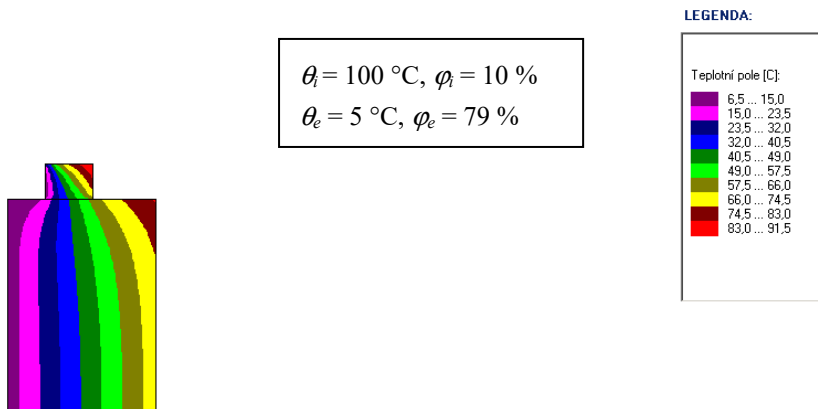 θi = 100 °C, φi = 10 %
θe = 5 °C, φe = 79 %
LEGENDA:
Teplotní pole [C]:
6,5 ... 15,0
15,0 ... 23,5
23,5 ... 32,0
32,0 ... 40,5
40,5 ... 49,0
49,0 ... 57,5
57,5 ... 66,0
66,0 ... 74,5
74,5 ... 83,0
83,0 ... 91,5